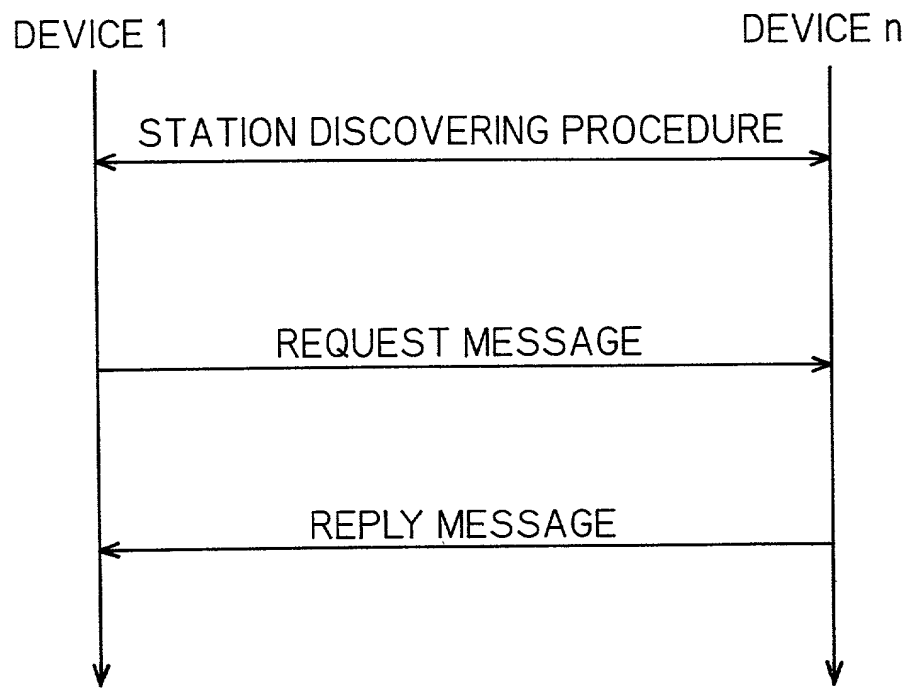 DEVICE 1
DEVICE n
STATION DISCOVERING PROCEDURE
REQUEST MESSAGE
REPLY MESSAGE